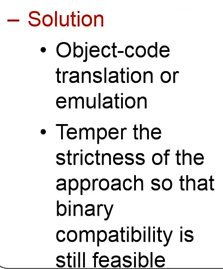 – Solution
• Object-code
translation or
emulation
• Temper the
strictness of the
approach so that
binary
compatibility is
still feasible